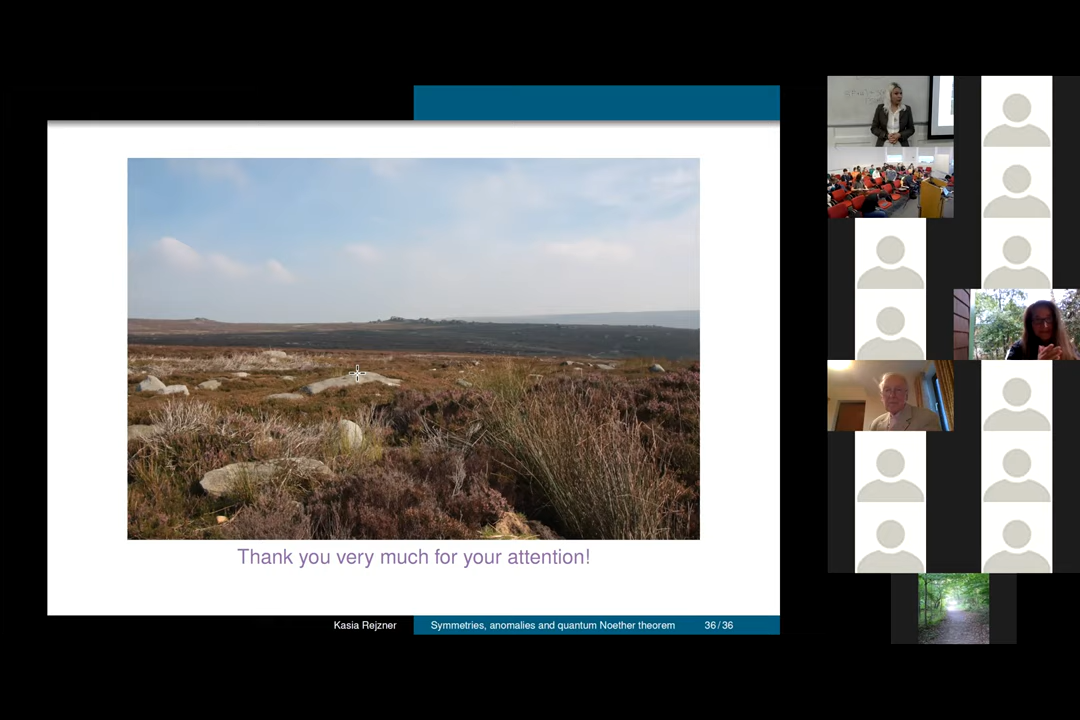 Thank you very much for your attention!
Kasia Rejzner
Symmetries, anomalies and quantum Noether theorem
36 / 36